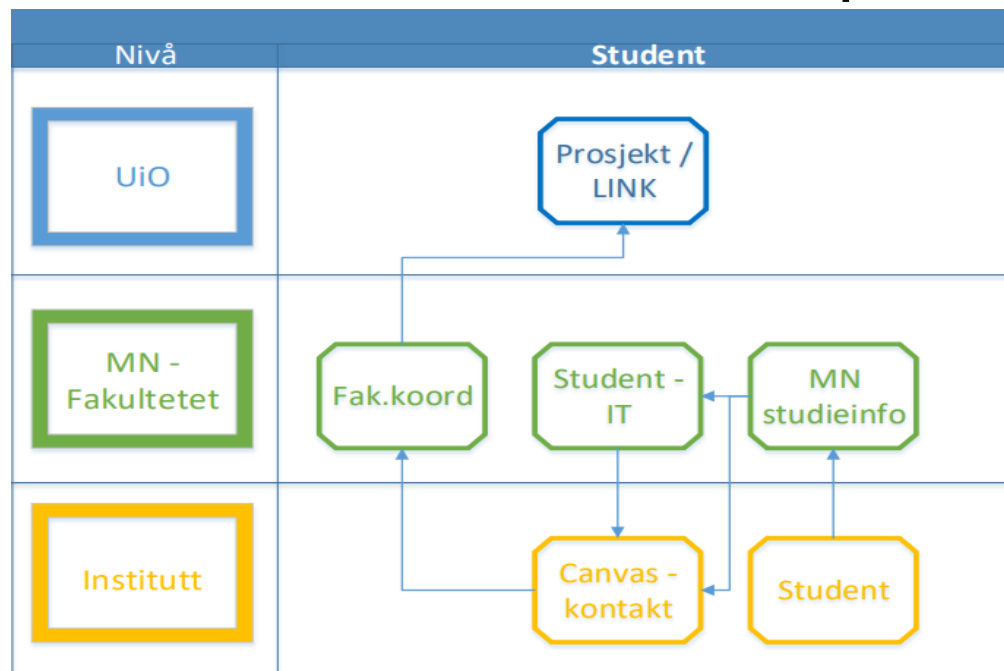 Nivå
Student
UiO
Prosjekt /
LINK
MN -
Fakultetet
Fak.koord
Student -
IT
MN
studieinfo
Institutt
Canvas -
kontakt
Student